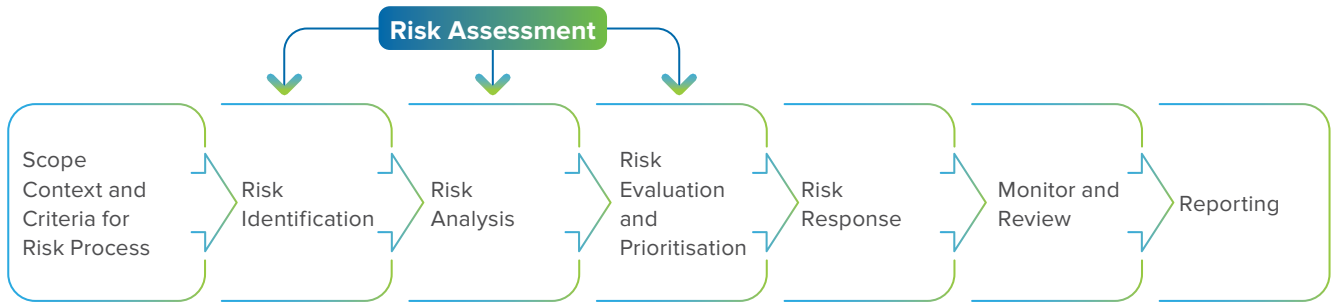 Risk Assessment
Scope
Context and
Criteria for
Risk Process
Risk
Identification
Risk
Analysis
Risk
Evaluation
and
Prioritisation
Risk
Response
Monitor and
Review
Reporting